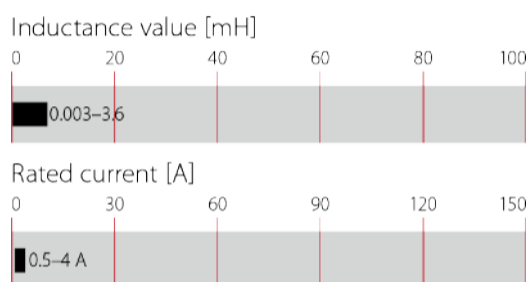 Inductance value [mH]
0 20 40 60 80 100
0.003–3.6
Rated current [A]
0 30 60 90 120 150
0.5–4 A